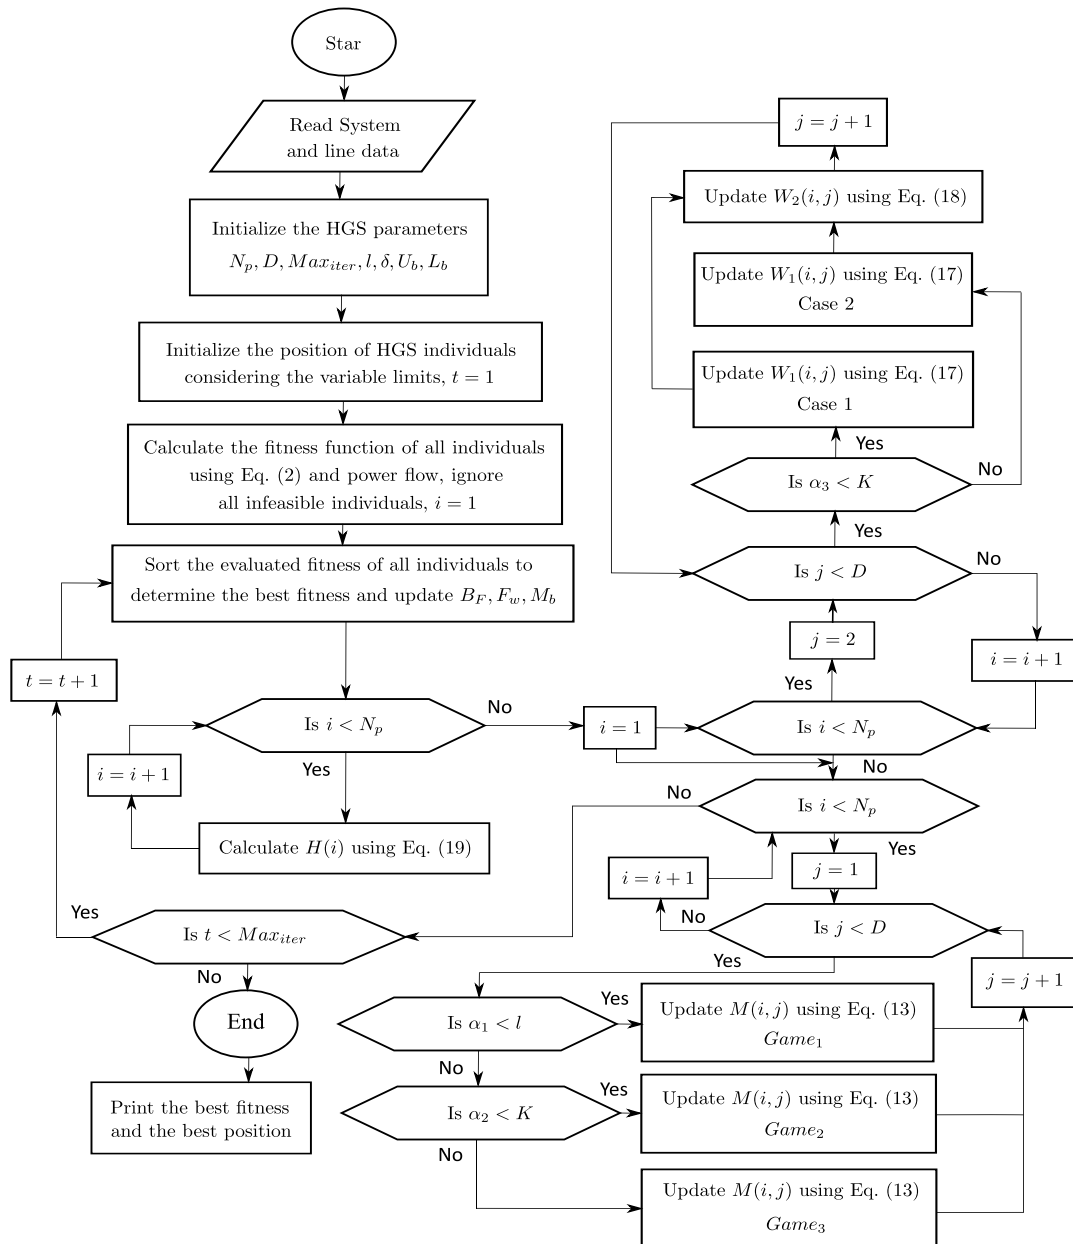 Star
Read System
and line data
Initialize the HGS parameters
N_p, D, Max_{iter}, l, δ, U_b, L_b
Initialize the position of HGS individuals
considering the variable limits, t = 1
Calculate the fitness function of all individuals
using Eq. (2) and power flow, ignore
all infeasible individuals, i = 1
Sort the evaluated fitness of all individuals to
determine the best fitness and update B_F, F_w, M_b
t = t + 1
Is i < N_p
No
Yes
i = i + 1
Calculate H(i) using Eq. (19)
Yes
Is t < Max_{iter}
No
End
Print the best fitness
and the best position
j = j + 1
Update W_2(i, j) using Eq. (18)
Update W_1(i, j) using Eq. (17)
Case 2
Update W_1(i, j) using Eq. (17)
Case 1
Yes
Is α_3 < K
No
Yes
Is j < D
No
j = 2
i = i + 1
Yes
i = 1
Is i < N_p
No
No
Is i < N_p
Yes
i = i + 1
j = 1
No
Is j < D
Yes
j = j + 1
Is α_1 < l
Yes
Update M(i, j) using Eq. (13)
Game_1
No
Is α_2 < K
Yes
Update M(i, j) using Eq. (13)
Game_2
No
Update M(i, j) using Eq. (13)
Game_3